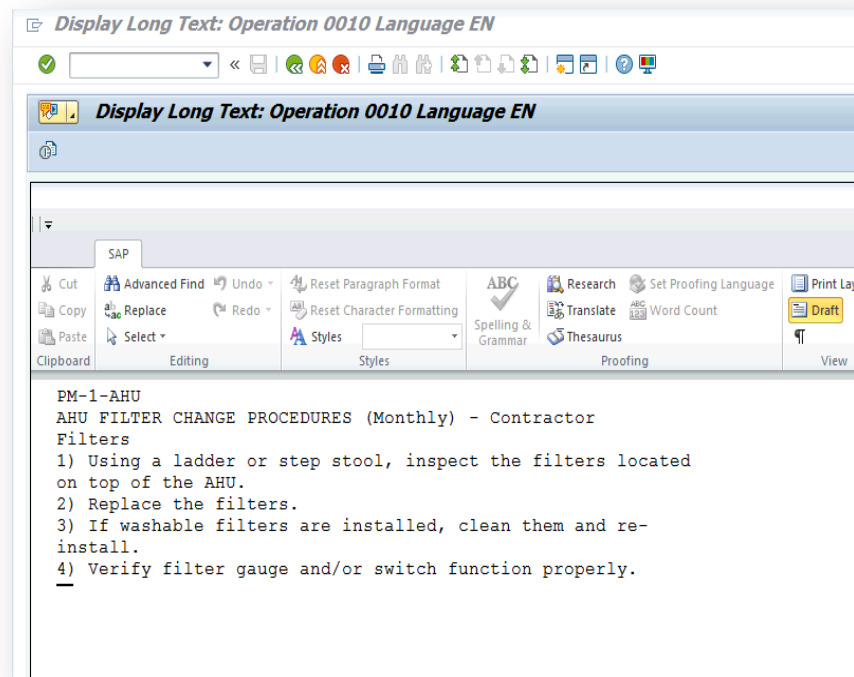 Display Long Text: Operation 0010 Language EN
Display Long Text: Operation 0010 Language EN
SAP
Cut
Advanced Find
Undo
Reset Paragraph Format
ABC
Research
Set Proofing Language
Print Lay
Copy
Replace
Redo
Reset Character Formatting
Spelling &
Grammar
Translate
Word Count
Draft
Paste
Select
Styles
Thesaurus
Clipboard
Editing
Styles
Proofing
View
PM-1-AHU
AHU FILTER CHANGE PROCEDURES (Monthly) - Contractor
Filters
1) Using a ladder or step stool, inspect the filters located
on top of the AHU.
2) Replace the filters.
3) If washable filters are installed, clean them and re-
install.
4) Verify filter gauge and/or switch function properly.